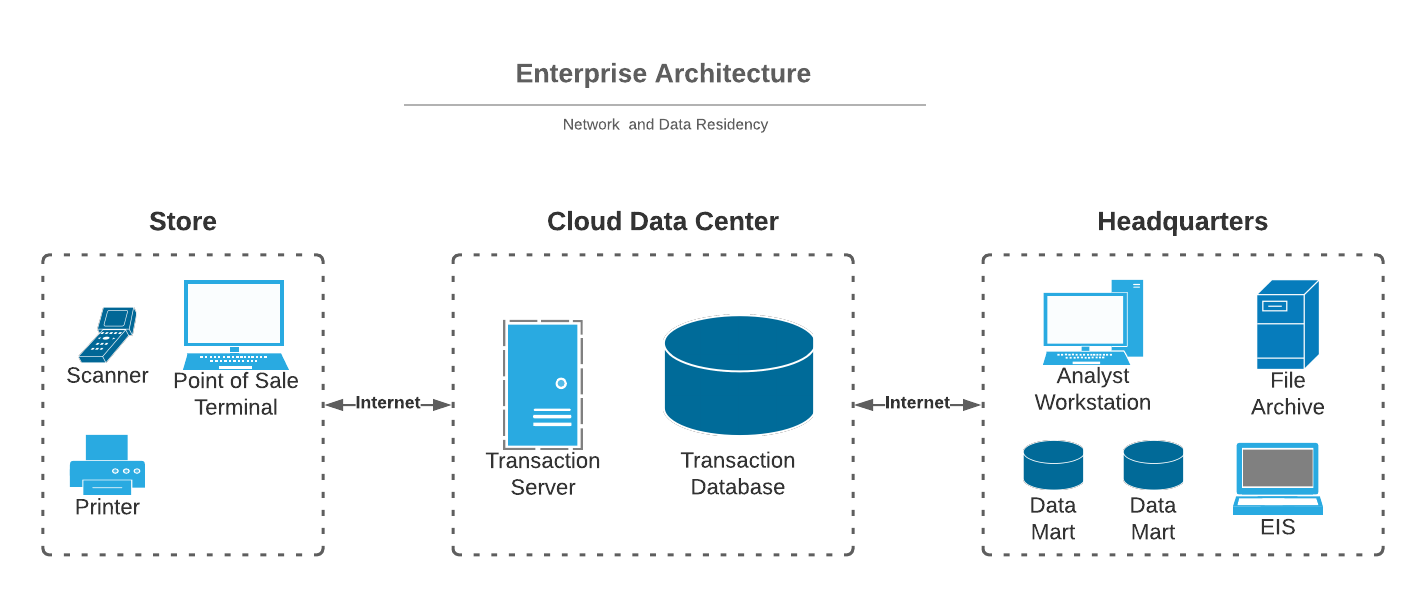 Enterprise Architecture
Network and Data Residency
Store
Cloud Data Center
Headquarters
Scanner
Point of Sale
Terminal
Printer
Internet
Transaction
Server
Transaction
Database
Internet
Analyst
Workstation
File
Archive
Data
Mart
Data
Mart
EIS